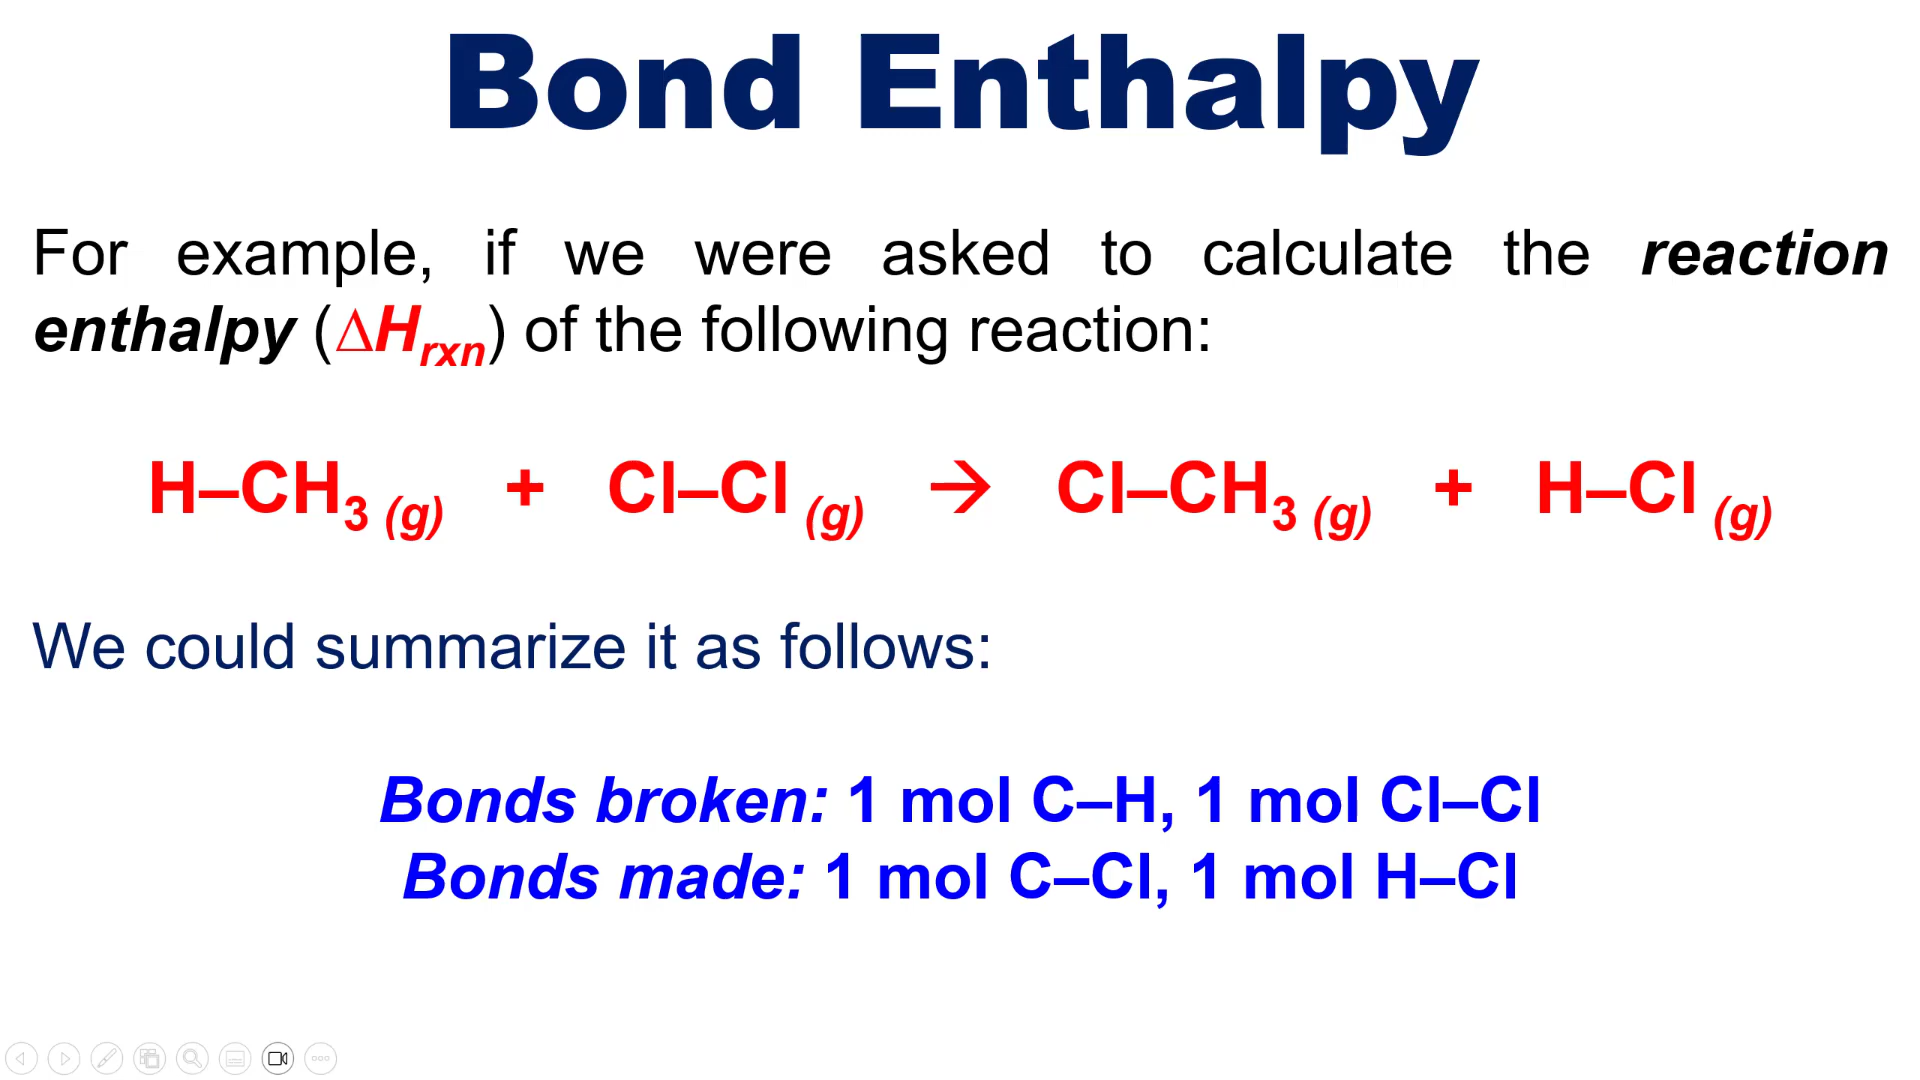 Bond Enthalpy
For example, if we were asked to calculate the reaction
enthalpy (ΔHrxn) of the following reaction:
H–CH3 (g) + Cl–Cl (g) → Cl–CH3 (g) + H–Cl (g)
We could summarize it as follows:
Bonds broken: 1 mol C–H, 1 mol Cl–Cl
Bonds made: 1 mol C–Cl, 1 mol H–Cl